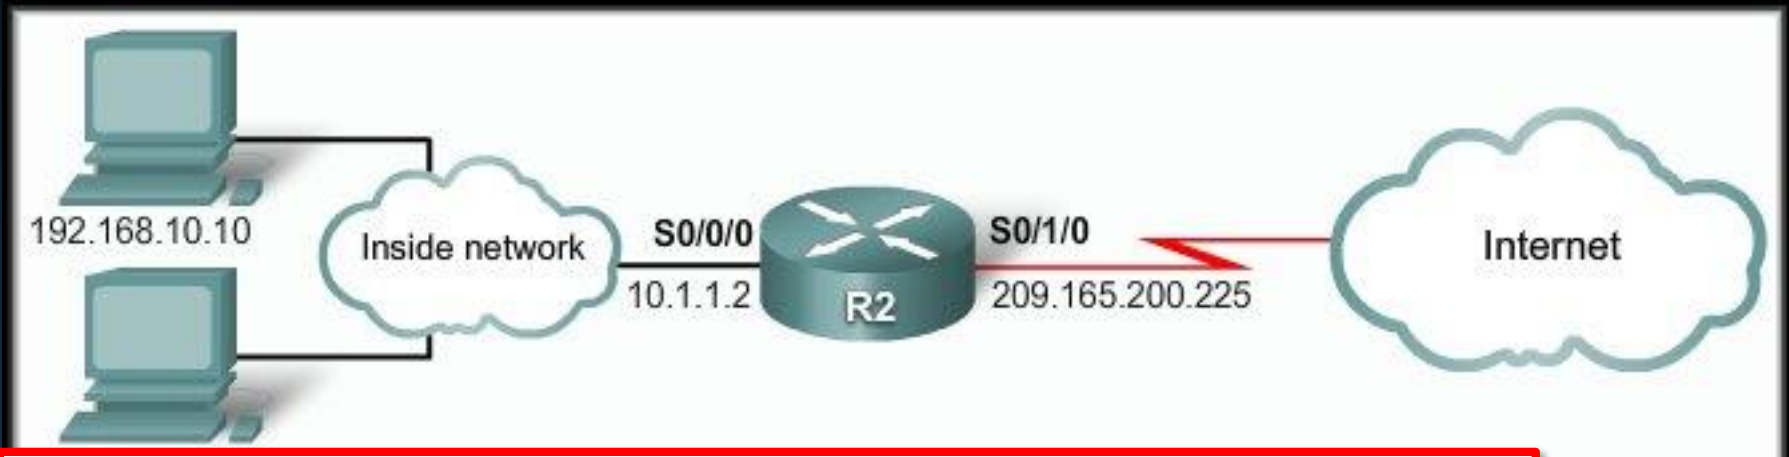 192.168.10.10
Inside network
S0/0/0
10.1.1.2
R2
S0/1/0
209.165.200.225
Internet